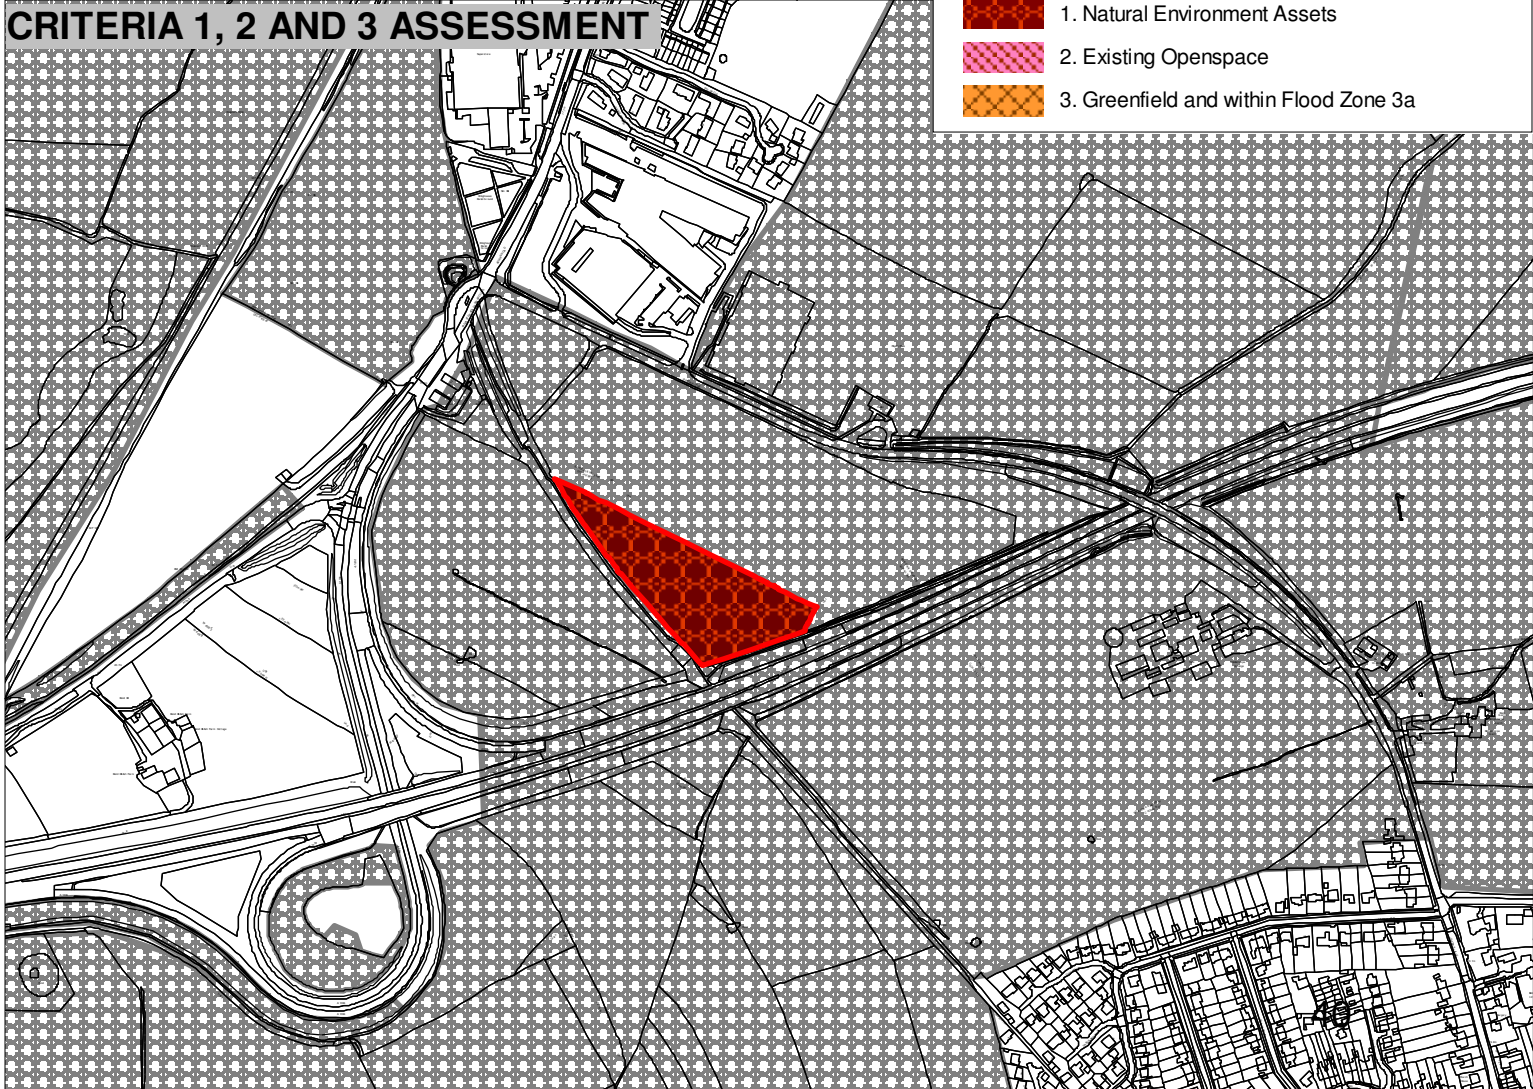 CRITERIA 1, 2 AND 3 ASSESSMENT
1. Natural Environment Assets
2. Existing Openspace
3. Greenfield and within Flood Zone 3a